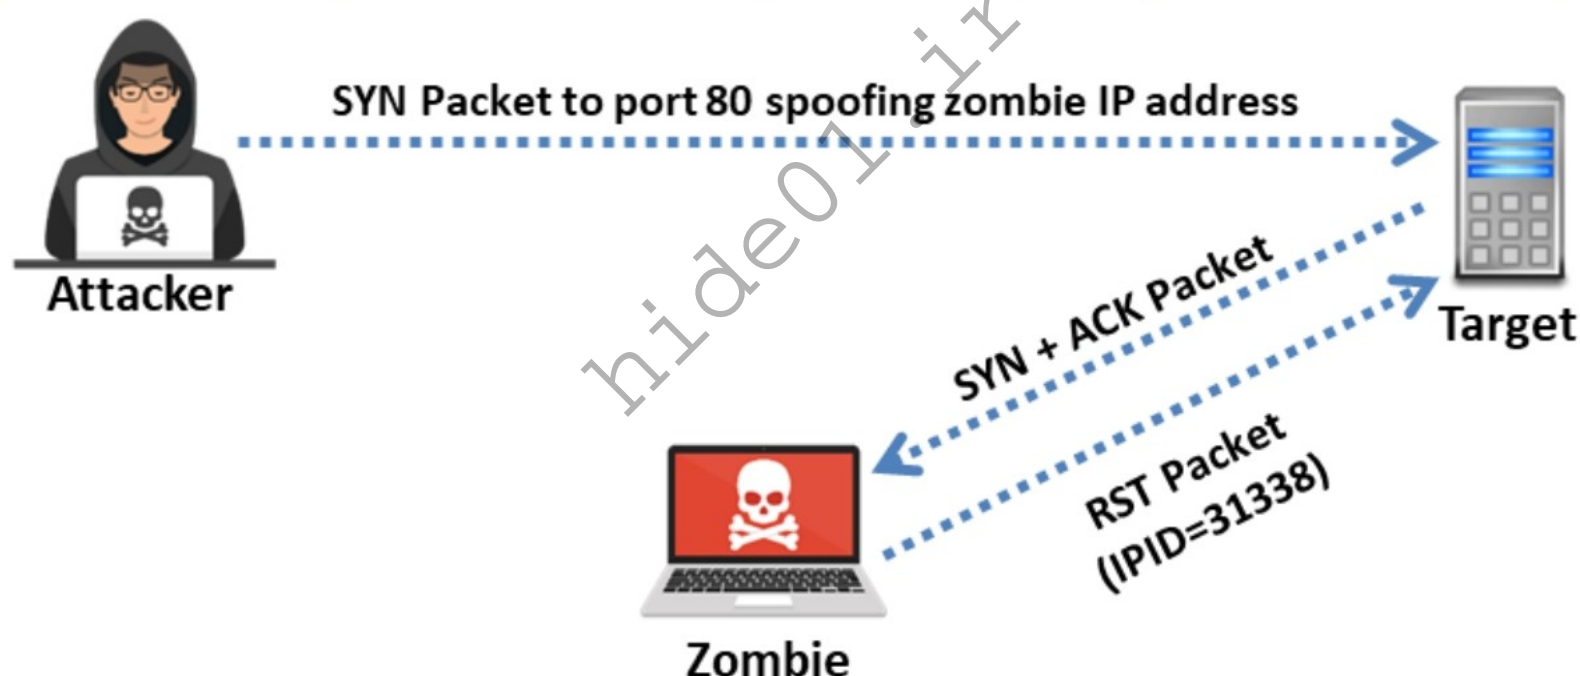 SYN Packet to port 80 spoofing zombie IP address
Attacker
Target
SYN + ACK Packet
RST Packet
(IPID=31338)
Zombie
hide01.ir